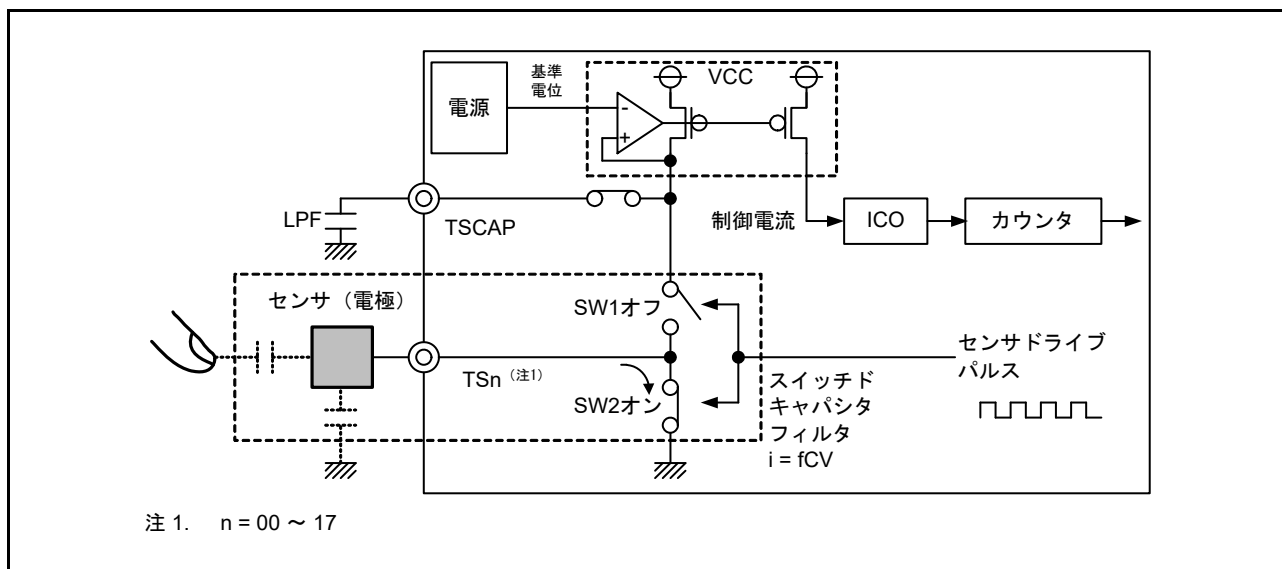 基準
電位
VCC
電源
-
+
LPF
TSCAP
制御電流
ICO
カウンタ
センサ（電極）
SW1オフ
センサドライブ
パルス
TSn（注1）
SW2オン
スイッチド
キャパシタ
フィルタ
i = fCV
注 1. n = 00 ～ 17